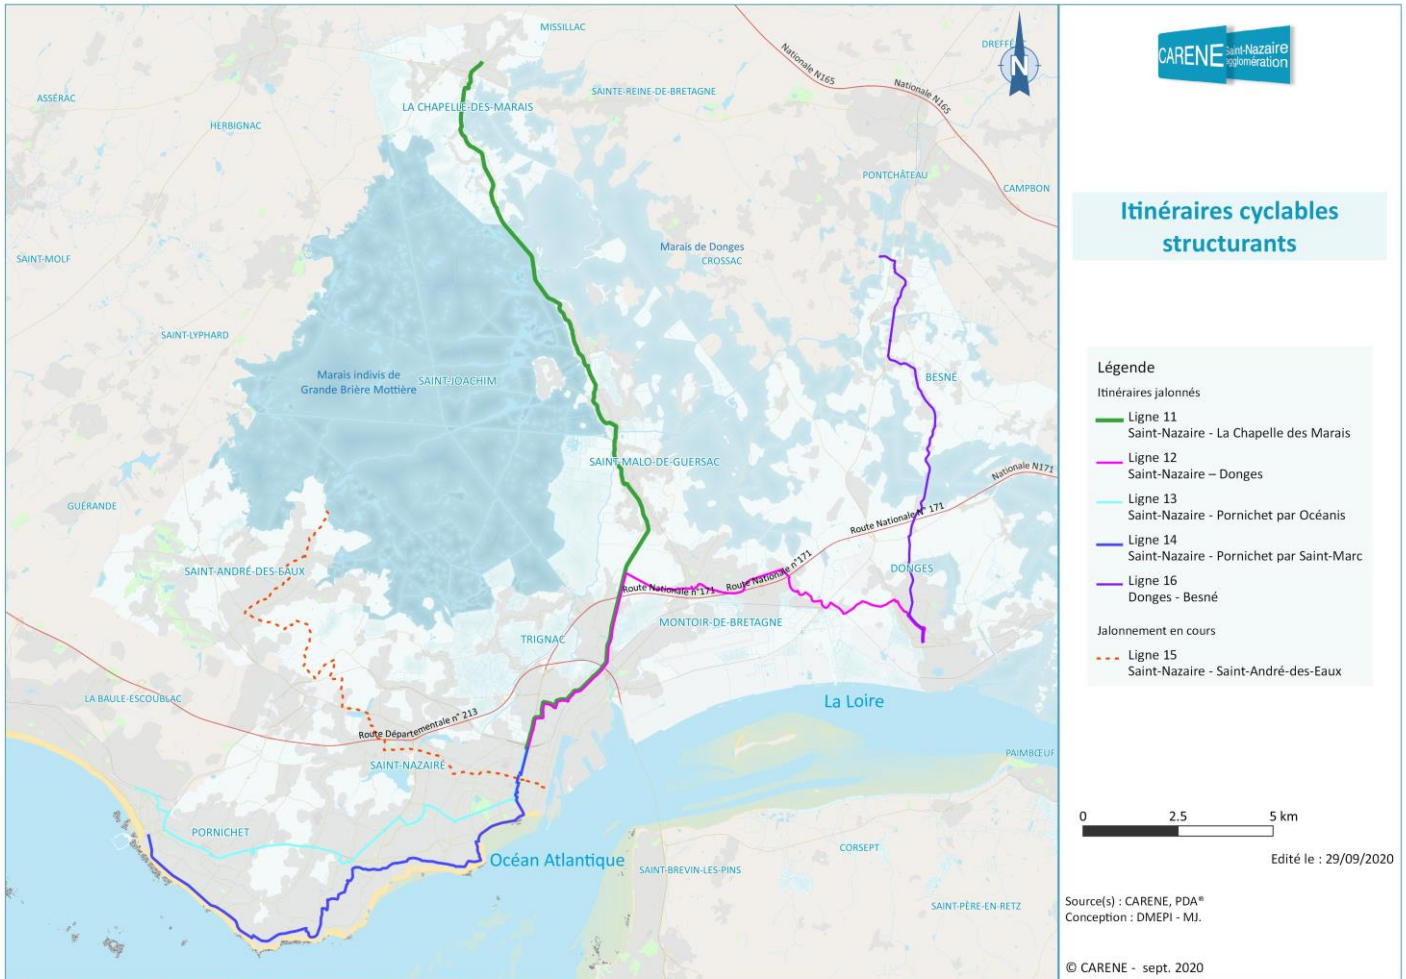 MISSILLAC
DREFFÉAC
Nationale N165
Nationale N165
ASSÉRAC
SAINTE-REINE-DE-BRETAGNE
LA CHAPELLE-DES-MARAIS
HERBIGNAC
N
PONTCHÂTEAU
CAMPBON
SAINT-MOLF
Marais de Donges
CROSSAC
SAINT-LYPHARD
Marais indivis de
Grande Brière Mottière
SAINT-JOACHIM
BESNÉ
SAINT-MALO-DE-GUERSAC
Nationale N171
GUÉRANDE
Route Nationale N° 171
SAINT-ANDRÉ-DES-EAUX
DONGES
Route Nationale n°171
Route Nationale n°171
MONTOIR-DE-BRETAGNE
TRIGNAC
LA BAULE-ESCOUBLAC
La Loire
Route Départementale n° 213
SAINT-NAZAIRE
PAIMBŒUF
PORNICHET
Océan Atlantique
CORSEPT
SAINT-BREVIN-LES-PINS
SAINT-PÈRE-EN-RETZ
CARENE Saint-Nazaire
agglomération
Itinéraires cyclables
structurants
Légende
Itinéraires jalonnés
Ligne 11
Saint-Nazaire - La Chapelle des Marais
Ligne 12
Saint-Nazaire – Donges
Ligne 13
Saint-Nazaire - Pornichet par Océanis
Ligne 14
Saint-Nazaire - Pornichet par Saint-Marc
Ligne 16
Donges - Besné
Jalonnement en cours
Ligne 15
Saint-Nazaire - Saint-André-des-Eaux
0 2.5 5 km
Edité le : 29/09/2020
Source(s) : CARENE, PDA®
Conception : DMEPI - MJ.
© CARENE - sept. 2020